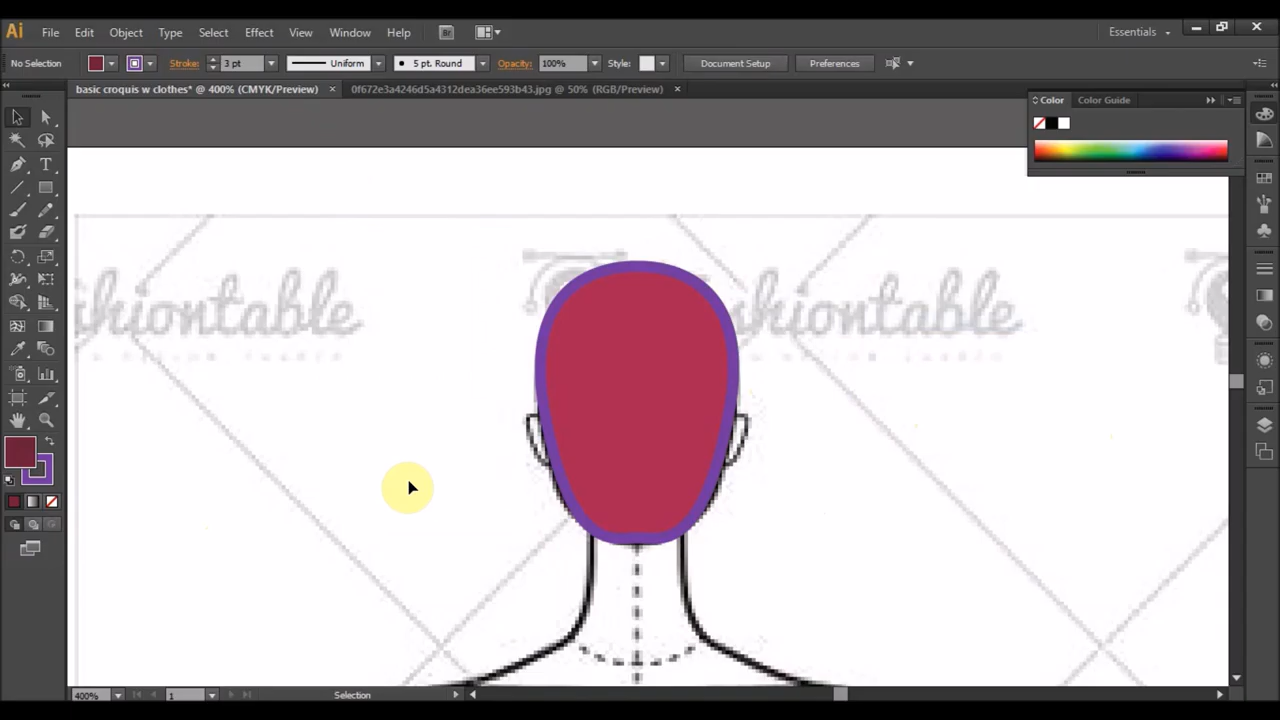 Ai File Edit Object Type Select Effect View Window Help Br Essentials
No Selection Stroke: 3 pt Uniform 5 pt. Round Opacity: 100% Style: Document Setup Preferences
basic croquis w clothes* @ 400% (CMYK/Preview) 0f672e3a4246d5a4312dea36ee593b43.jpg @ 50% (RGB/Preview)
Color Color Guide
shiontable hiontable
400% 1 Selection